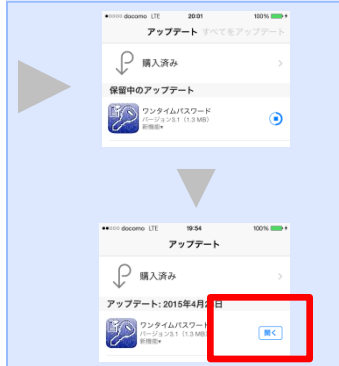 docomo LTE 20:01 100%
アップデート すべてをアップデート
購入済み
保留中のアップデート
ワンタイムパスワード
バージョン3.1 (1.3 MB)
新機能▾
docomo LTE 19:54 100%
アップデート
購入済み
アップデート: 2015年4月2 日
ワンタイムパスワード
バージョン3.1 (1.3 MB)
新機能▾
開く